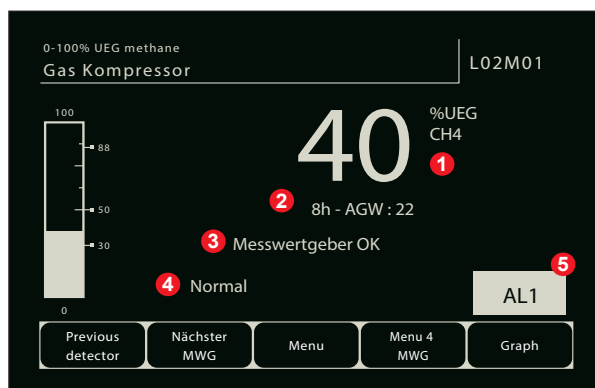 0-100% UEG methane
Gas Kompressor
L02M01
100
88
50
30
0
40
%UEG
CH4
1
2
8h - AGW : 22
3
Messwertgeber OK
4
Normal
5
AL1
Previous
detector
Nächster
MWG
Menu
Menu 4
MWG
Graph